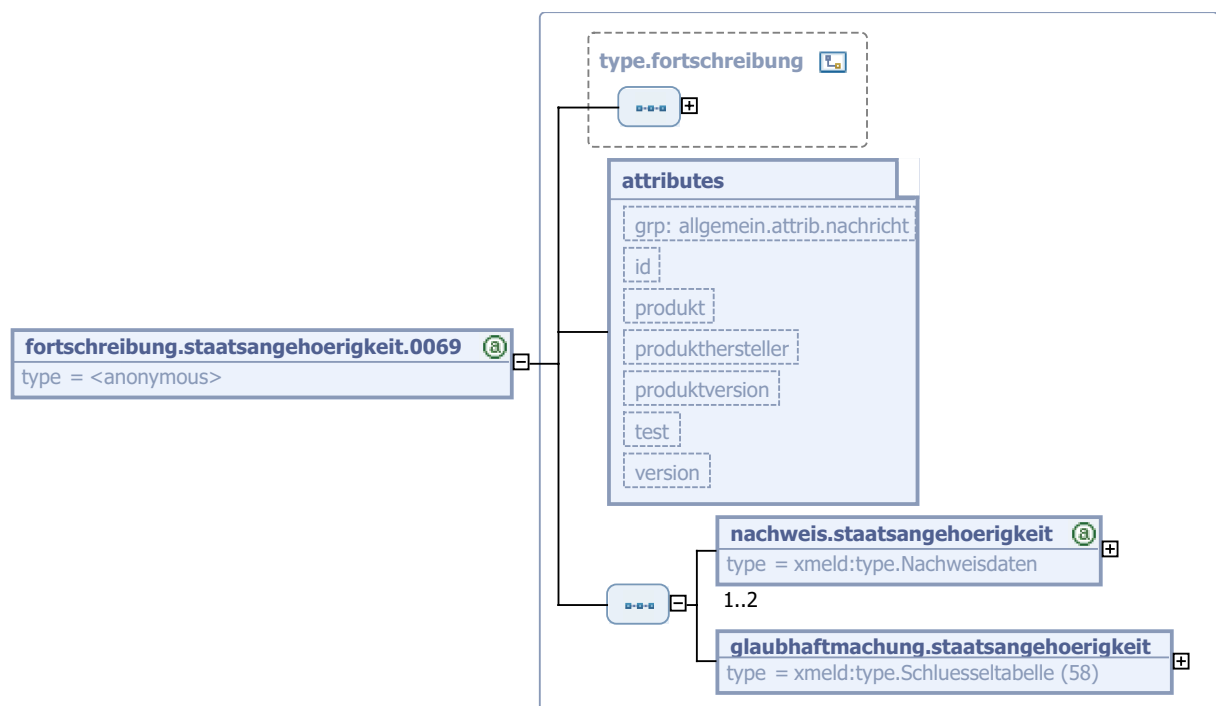 type.fortschreibung
attributes
grp: allgemein.attrib.nachricht
id
produkt
produkthersteller
produktversion
test
version
fortschreibung.staatsangehoerigkeit.0069 a
type = <anonymous>
nachweis.staatsangehoerigkeit a
type = xmeld:type.Nachweisdaten
1..2
glaubhaftmachung.staatsangehoerigkeit
type = xmeld:type.Schluesseltabelle (58)